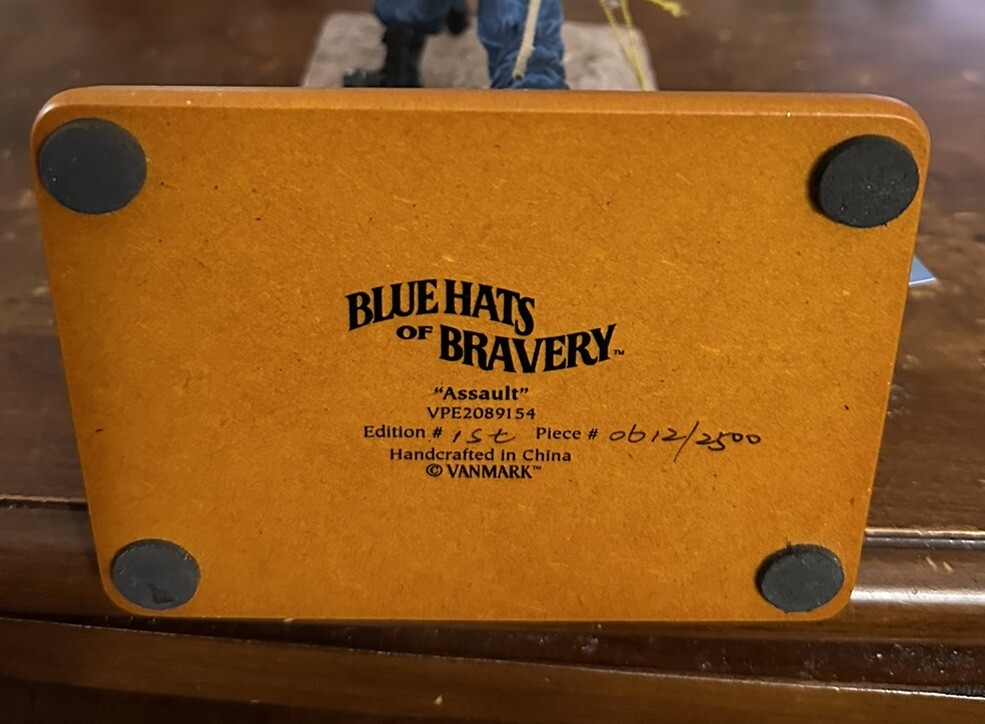 BLUE HATS
OF BRAVERY™
"Assault"
VPE2089154
Edition # 1st Piece # 0612/2500
Handcrafted in China
© VANMARK™